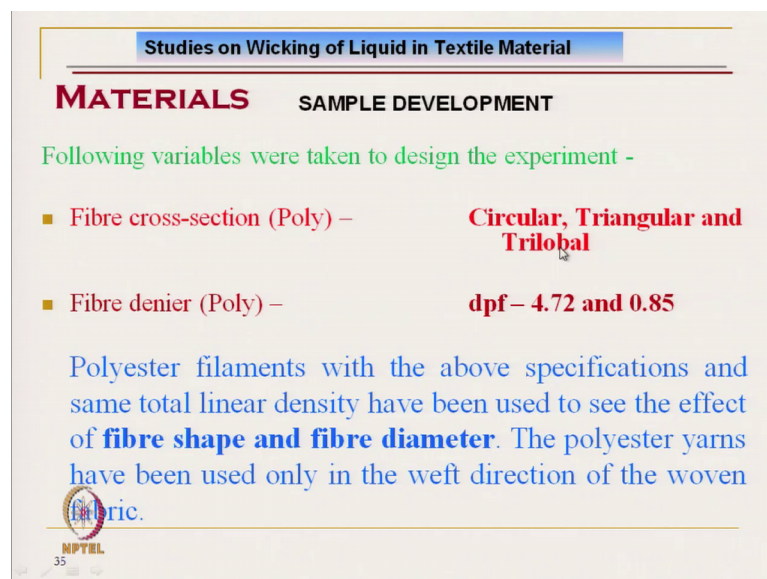 Studies on Wicking of Liquid in Textile Material
MATERIALS SAMPLE DEVELOPMENT
Following variables were taken to design the experiment -
Fibre cross-section (Poly) – Circular, Triangular and
Trilobal
Fibre denier (Poly) – dpf – 4.72 and 0.85
Polyester filaments with the above specifications and
same total linear density have been used to see the effect
of fibre shape and fibre diameter. The polyester yarns
have been used only in the weft direction of the woven
fabric.
NPTEL
35